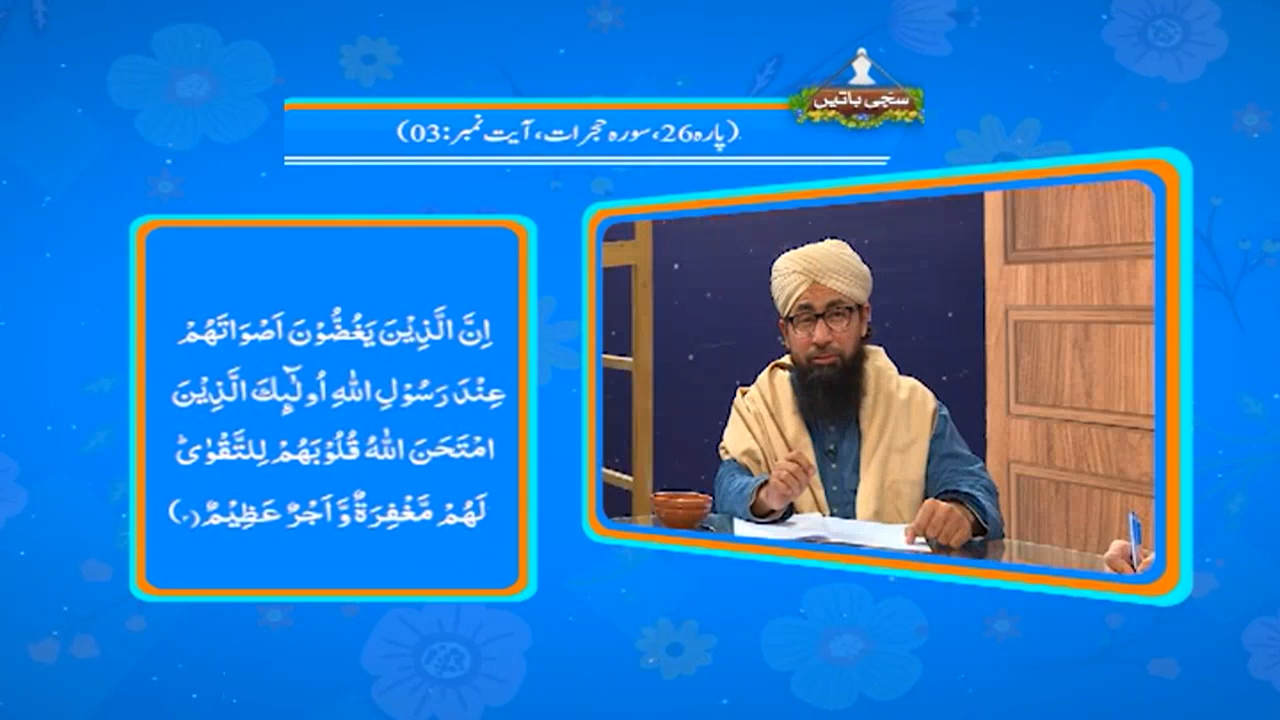 سچی باتیں
(پارہ26، سورہ حجرات، آیت نمبر:03)
اِنَّ الَّذِیْنَ یَغُضُّوْنَ اَصْوَاتَهُمْ
عِنْدَ رَسُوْلِ اللّٰهِ اُولٰٓىٕكَ الَّذِیْنَ
امْتَحَنَ اللّٰهُ قُلُوْبَهُمْ لِلتَّقْوٰىؕ
لَهُمْ مَّغْفِرَةٌ وَّ اَجْرٌ عَظِیْمٌ(۳)